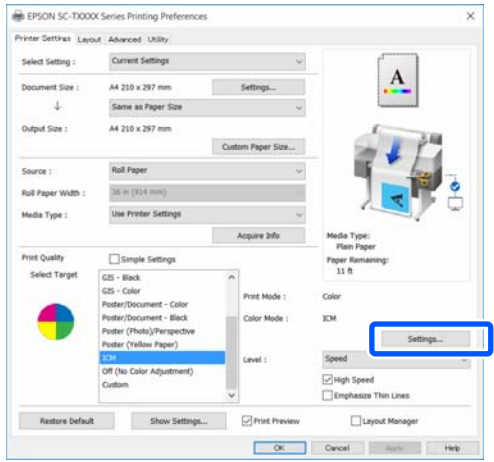 EPSON SC-TXXXX Series Printing Preferences
Printer Settings Layout Advanced Utility
Select Setting : Current Settings
Document Size : A4 210 x 297 mm Settings...
Same as Paper Size
Output Size : A4 210 x 297 mm
Custom Paper Size...
Source : Roll Paper
Roll Paper Width : 36 in (914 mm)
Media Type : Use Printer Settings
Acquire Info
A
Media Type:
Plain Paper
Paper Remaining:
11 ft
Print Quality Simple Settings
Select Target
GIS - Black
GIS - Color
Poster/Document - Color
Poster/Document - Black
Poster (Photo)/Perspective
Poster (Yellow Paper)
ICM
Off (No Color Adjustment)
Custom
Print Mode : Color
Color Mode : ICM
Settings...
Level : Speed
High Speed
Emphasize Thin Lines
Restore Default Show Settings... Print Preview Layout Manager
OK Cancel Apply Help